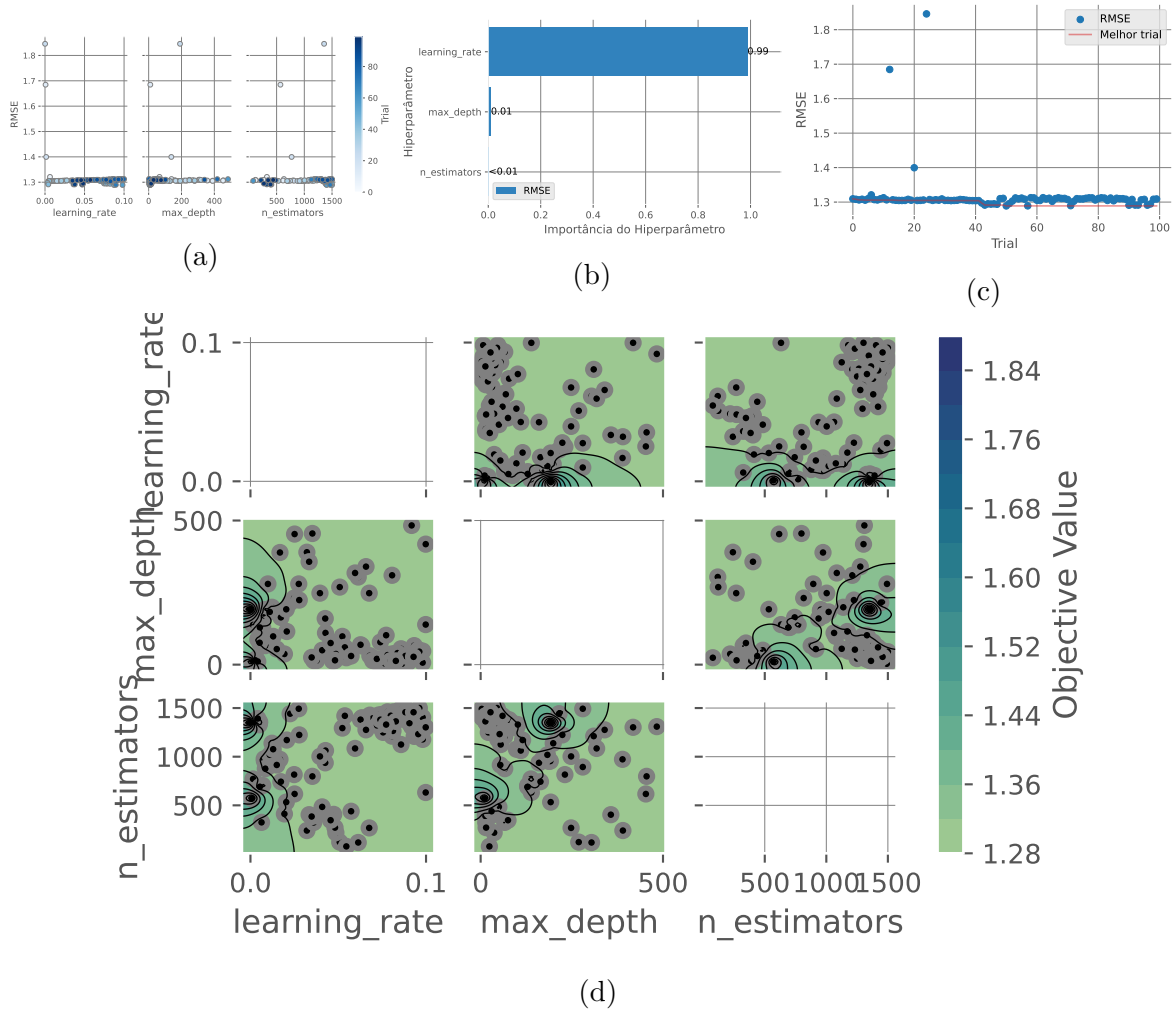 1.8
1.7
1.6
1.5
1.4
1.3
RMSE
0.00 0.05 0.10
learning_rate
0 200 400
max_depth
500 1000 1500
n_estimators
80
60
40
20
0
Trial
(a)
Hiperparâmetro
learning_rate
max_depth
n_estimators
0.99
0.01
<0.01
RMSE
0.0 0.2 0.4 0.6 0.8 1.0
Importância do Hiperparâmetro
(b)
RMSE
Melhor trial
1.8
1.7
1.6
1.5
1.4
1.3
RMSE
0 20 40 60 80 100
Trial
(c)
learning_rate
0.1
0.0
max_depth
500
0
n_estimators
1500
1000
500
0.0 0.1
learning_rate
0 500
max_depth
500 1000 1500
n_estimators
1.84
1.76
1.68
1.60
1.52
1.44
1.36
1.28
Objective Value
(d)